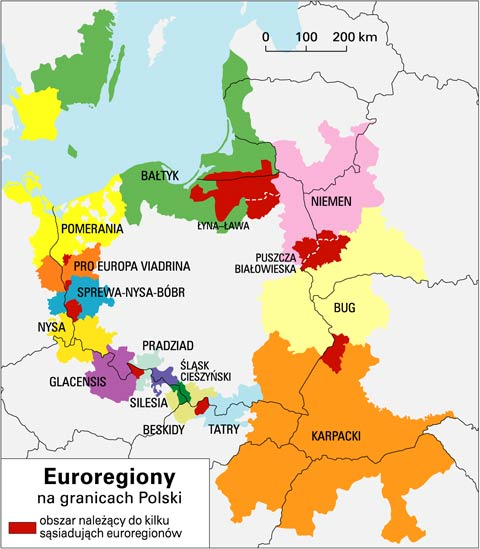 0 100 200 km
BAŁTYK
ŁYNA–ŁAWA
NIEMEN
POMERANIA
PUSZCZA
BIAŁOWIESKA
PRO EUROPA VIADRINA
SPREWA-NYSA-BÓBR
BUG
NYSA
PRADZIAD
ŚLĄSK
CIESZYŃSKI
GLACENSIS
SILESIA
BESKIDY
TATRY
KARPACKI
Euroregiony
na granicach Polski
obszar należący do kilku
sąsiadująch euroregionów